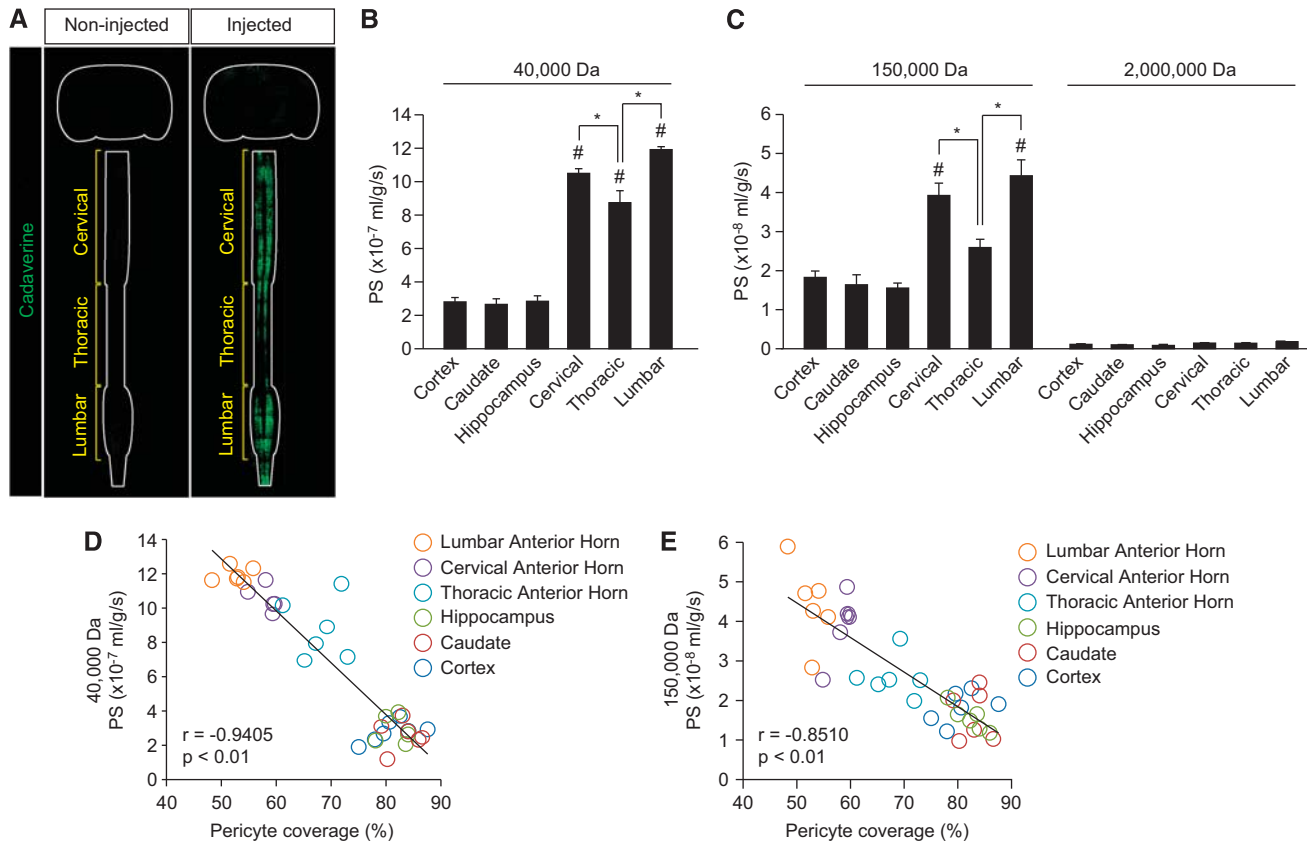 A
Non-injected
Injected
Cadaverine
Cervical
Thoracic
Lumbar
Cervical
Thoracic
Lumbar
B
40,000 Da
PS (x10-7 ml/g/s)
14
12
10
8
6
4
2
0
*
*
#
#
#
Cortex
Caudate
Hippocampus
Cervical
Thoracic
Lumbar
C
150,000 Da
2,000,000 Da
PS (x10-8 ml/g/s)
6
5
4
3
2
1
0
*
*
#
#
Cortex
Caudate
Hippocampus
Cervical
Thoracic
Lumbar
Cortex
Caudate
Hippocampus
Cervical
Thoracic
Lumbar
D
40,000 Da
PS (x10-7 ml/g/s)
14
12
10
8
6
4
2
0
r = -0.9405
p < 0.01
40
50
60
70
80
90
Pericyte coverage (%)
Lumbar Anterior Horn
Cervical Anterior Horn
Thoracic Anterior Horn
Hippocampus
Caudate
Cortex
E
150,000 Da
PS (x10-8 ml/g/s)
6
5
4
3
2
1
0
r = -0.8510
p < 0.01
40
50
60
70
80
90
Pericyte coverage (%)
Lumbar Anterior Horn
Cervical Anterior Horn
Thoracic Anterior Horn
Hippocampus
Caudate
Cortex